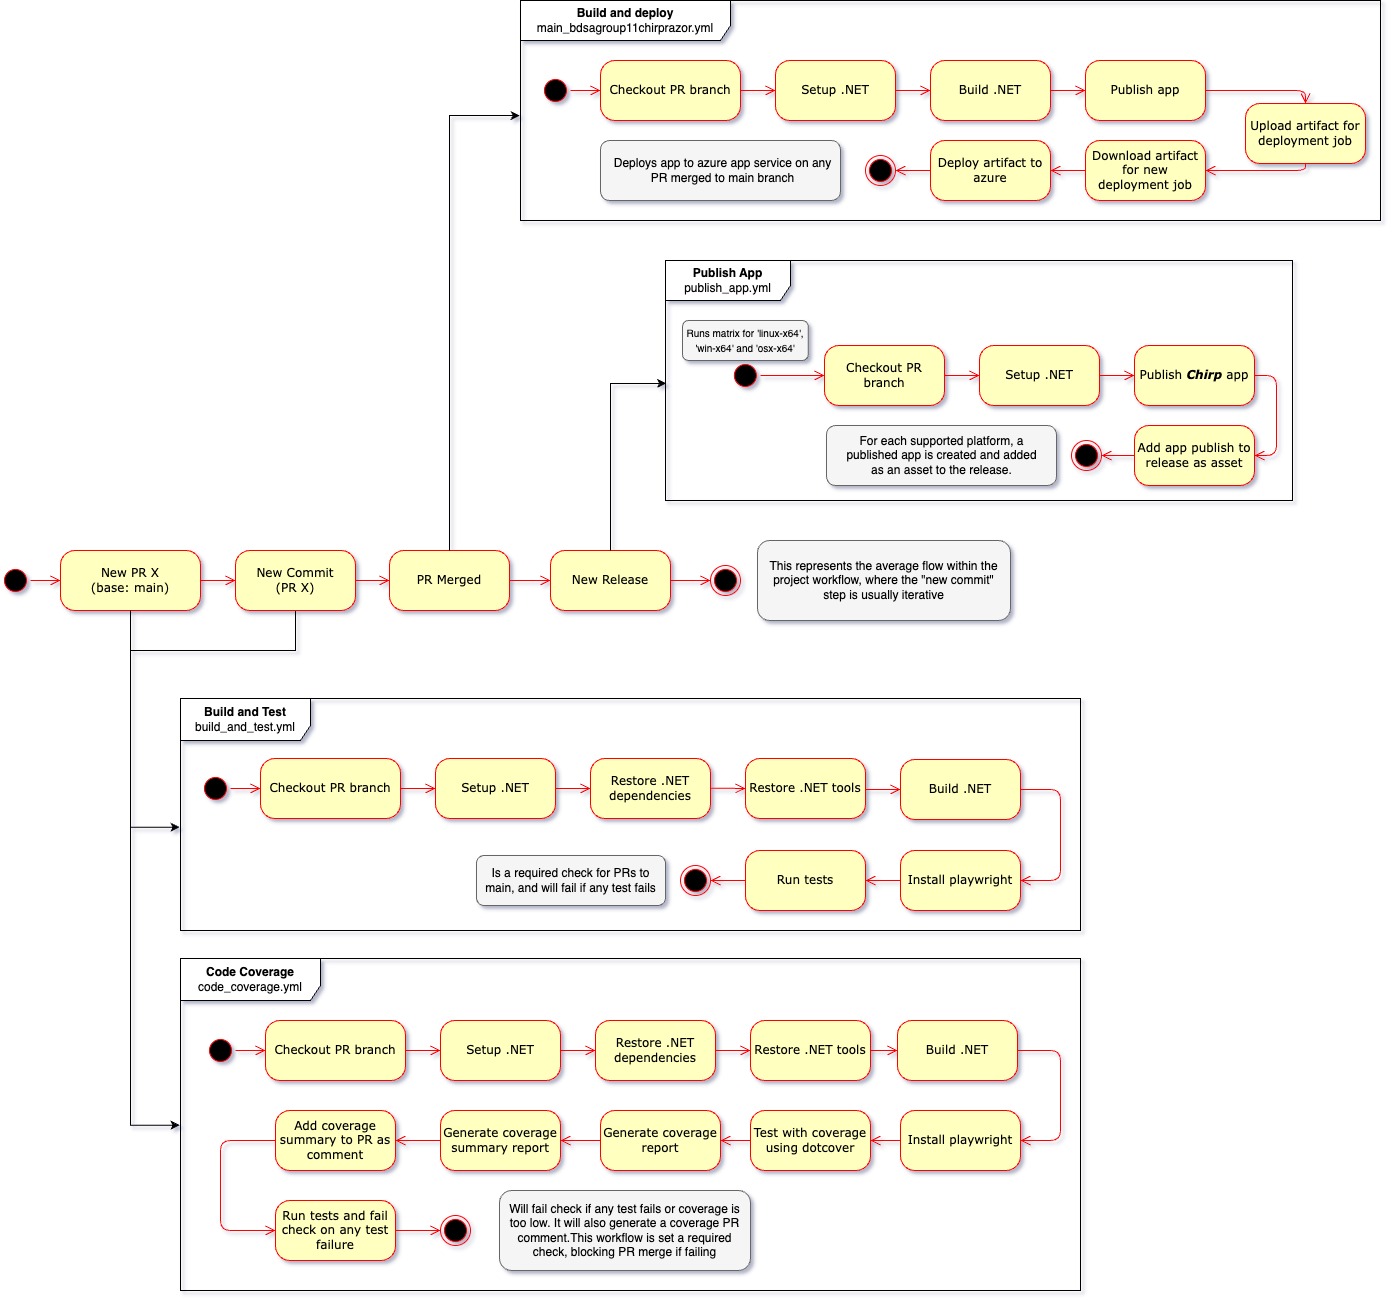 Build and deploy
main_bdsagroup11chirprazor.yml
Checkout PR branch
Setup .NET
Build .NET
Publish app
Upload artifact for
deployment job
Download artifact
for new
deployment job
Deploy artifact to
azure
Deploys app to azure app service on any
PR merged to main branch
Publish App
publish_app.yml
Runs matrix for 'linux-x64',
'win-x64' and 'osx-x64'
Checkout PR
branch
Setup .NET
Publish Chirp app
Add app publish to
release as asset
For each supported platform, a
published app is created and added
as an asset to the release.
New PR X
(base: main)
New Commit
(PR X)
PR Merged
New Release
This represents the average flow within the
project workflow, where the "new commit"
step is usually iterative
Build and Test
build_and_test.yml
Checkout PR branch
Setup .NET
Restore .NET
dependencies
Restore .NET tools
Build .NET
Install playwright
Run tests
Is a required check for PRs to
main, and will fail if any test fails
Code Coverage
code_coverage.yml
Checkout PR branch
Setup .NET
Restore .NET
dependencies
Restore .NET tools
Build .NET
Install playwright
Test with coverage
using dotcover
Generate coverage
report
Generate coverage
summary report
Add coverage
summary to PR as
comment
Run tests and fail
check on any test
failure
Will fail check if any test fails or coverage is
too low. It will also generate a coverage PR
comment.This workflow is set a required
check, blocking PR merge if failing